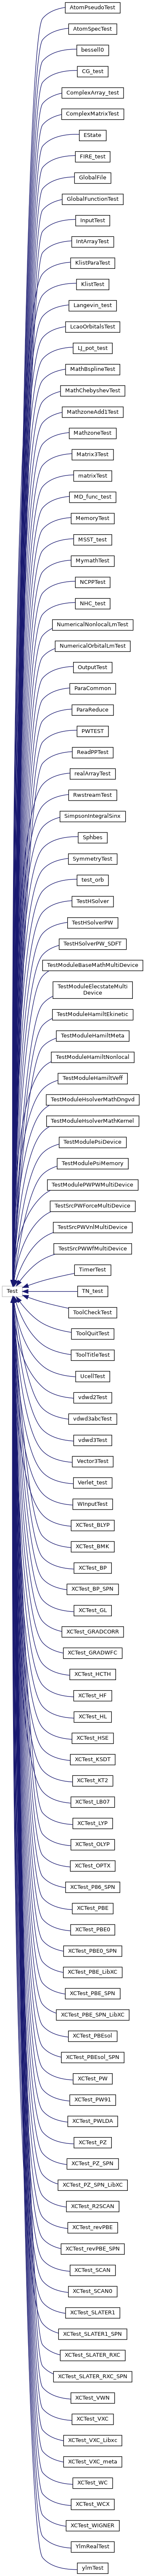 AtomPseudoTest
AtomSpecTest
bessell0
CG_test
ComplexArray_test
ComplexMatrixTest
EState
FIRE_test
GlobalFile
GlobalFunctionTest
InputTest
IntArrayTest
KlistParaTest
KlistTest
Langevin_test
LcaoOrbitalsTest
LJ_pot_test
MathBsplineTest
MathChebyshevTest
MathzoneAdd1Test
MathzoneTest
Matrix3Test
matrixTest
MD_func_test
MemoryTest
MSST_test
MymathTest
NCPPTest
NHC_test
NumericalNonlocalLmTest
NumericalOrbitalLmTest
OutputTest
ParaCommon
ParaReduce
PWTEST
ReadPPTest
realArrayTest
RwstreamTest
SimpsonIntegralSinx
Sphbes
SymmetryTest
test_orb
TestHSolver
TestHSolverPW
TestHSolverPW_SDFT
TestModuleBaseMathMultiDevice
TestModuleElecstateMulti
Device
TestModuleHamiltEkinetic
TestModuleHamiltMeta
TestModuleHamiltNonlocal
TestModuleHamiltVeff
TestModuleHsolverMathDngvd
TestModuleHsolverMathKernel
TestModulePsiDevice
TestModulePsiMemory
TestModulePWPWMultiDevice
TestSrcPWForceMultiDevice
TestSrcPWVnlMultiDevice
TestSrcPWWfMultiDevice
TimerTest
Test
TN_test
ToolCheckTest
ToolQuitTest
ToolTitleTest
UcellTest
vdwd2Test
vdwd3abcTest
vdwd3Test
Vector3Test
Verlet_test
WInputTest
XCTest_BLYP
XCTest_BMK
XCTest_BP
XCTest_BP_SPN
XCTest_GL
XCTest_GRADCORR
XCTest_GRADWFC
XCTest_HCTH
XCTest_HF
XCTest_HL
XCTest_HSE
XCTest_KSDT
XCTest_KT2
XCTest_LB07
XCTest_LYP
XCTest_OLYP
XCTest_OPTX
XCTest_P86_SPN
XCTest_PBE
XCTest_PBE0
XCTest_PBE0_SPN
XCTest_PBE_LibXC
XCTest_PBE_SPN
XCTest_PBE_SPN_LibXC
XCTest_PBEsol
XCTest_PBEsol_SPN
XCTest_PW
XCTest_PW91
XCTest_PWLDA
XCTest_PZ
XCTest_PZ_SPN
XCTest_PZ_SPN_LibXC
XCTest_R2SCAN
XCTest_revPBE
XCTest_revPBE_SPN
XCTest_SCAN
XCTest_SCAN0
XCTest_SLATER1
XCTest_SLATER1_SPN
XCTest_SLATER_RXC
XCTest_SLATER_RXC_SPN
XCTest_VWN
XCTest_VXC
XCTest_VXC_Libxc
XCTest_VXC_meta
XCTest_WC
XCTest_WCX
XCTest_WIGNER
YlmRealTest
ylmTest